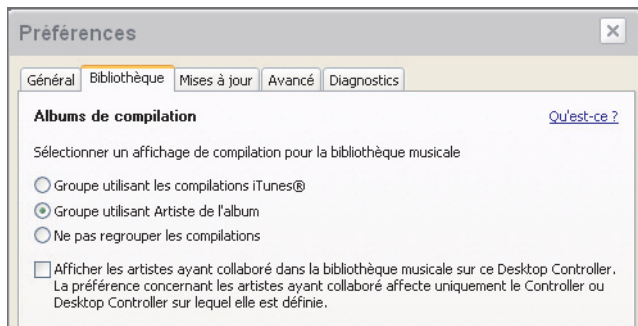 Préférences
Général Bibliothèque Mises à jour Avancé Diagnostics
Albums de compilation Qu'est-ce ?
Sélectionner un affichage de compilation pour la bibliothèque musicale
Groupe utilisant les compilations iTunes®
Groupe utilisant Artiste de l'album
Ne pas regrouper les compilations
Afficher les artistes ayant collaboré dans la bibliothèque musicale sur ce Desktop Controller.
La préférence concernant les artistes ayant collaboré affecte uniquement le Controller ou
Desktop Controller sur lequel elle est définie.